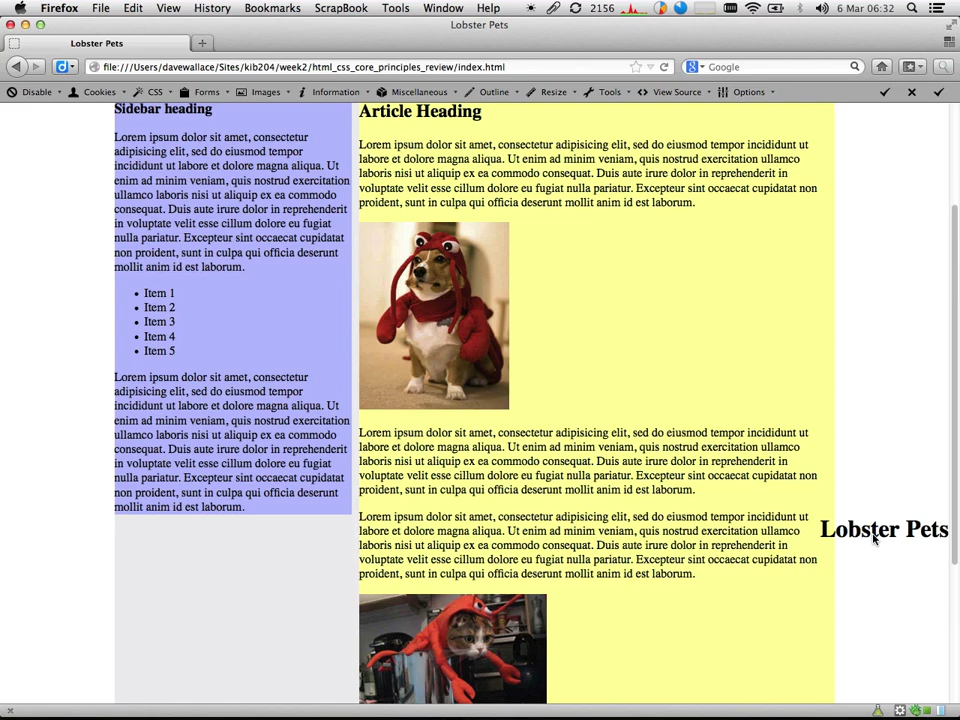 Firefox File Edit View History Bookmarks ScrapBook Tools Window Help 2156 6 Mar 06:32
Lobster Pets
Lobster Pets
file:///Users/davewallace/Sites/kib204/week2/html_css_core_principles_review/index.html Google
Disable Cookies CSS Forms Images Information Miscellaneous Outline Resize Tools View Source Options
Sidebar heading
Lorem ipsum dolor sit amet, consectetur
adipisicing elit, sed do eiusmod tempor
incididunt ut labore et dolore magna aliqua. Ut
enim ad minim veniam, quis nostrud exercitation
ullamco laboris nisi ut aliquip ex ea commodo
consequat. Duis aute irure dolor in reprehenderit
in voluptate velit esse cillum dolore eu fugiat
nulla pariatur. Excepteur sint occaecat cupidatat
non proident, sunt in culpa qui officia deserunt
mollit anim id est laborum.
• Item 1
• Item 2
• Item 3
• Item 4
• Item 5
Lorem ipsum dolor sit amet, consectetur
adipisicing elit, sed do eiusmod tempor
incididunt ut labore et dolore magna aliqua. Ut
enim ad minim veniam, quis nostrud exercitation
ullamco laboris nisi ut aliquip ex ea commodo
consequat. Duis aute irure dolor in reprehenderit
in voluptate velit esse cillum dolore eu fugiat
nulla pariatur. Excepteur sint occaecat cupidatat
non proident, sunt in culpa qui officia deserunt
mollit anim id est laborum.
Article Heading
Lorem ipsum dolor sit amet, consectetur adipisicing elit, sed do eiusmod tempor incididunt ut
labore et dolore magna aliqua. Ut enim ad minim veniam, quis nostrud exercitation ullamco
laboris nisi ut aliquip ex ea commodo consequat. Duis aute irure dolor in reprehenderit in
voluptate velit esse cillum dolore eu fugiat nulla pariatur. Excepteur sint occaecat cupidatat non
proident, sunt in culpa qui officia deserunt mollit anim id est laborum.
Lorem ipsum dolor sit amet, consectetur adipisicing elit, sed do eiusmod tempor incididunt ut
labore et dolore magna aliqua. Ut enim ad minim veniam, quis nostrud exercitation ullamco
laboris nisi ut aliquip ex ea commodo consequat. Duis aute irure dolor in reprehenderit in
voluptate velit esse cillum dolore eu fugiat nulla pariatur. Excepteur sint occaecat cupidatat non
proident, sunt in culpa qui officia deserunt mollit anim id est laborum.
Lorem ipsum dolor sit amet, consectetur adipisicing elit, sed do eiusmod tempor incididunt ut
labore et dolore magna aliqua. Ut enim ad minim veniam, quis nostrud exercitation ullamco
laboris nisi ut aliquip ex ea commodo consequat. Duis aute irure dolor in reprehenderit in
voluptate velit esse cillum dolore eu fugiat nulla pariatur. Excepteur sint occaecat cupidatat non
proident, sunt in culpa qui officia deserunt mollit anim id est laborum.
Lobster Pets